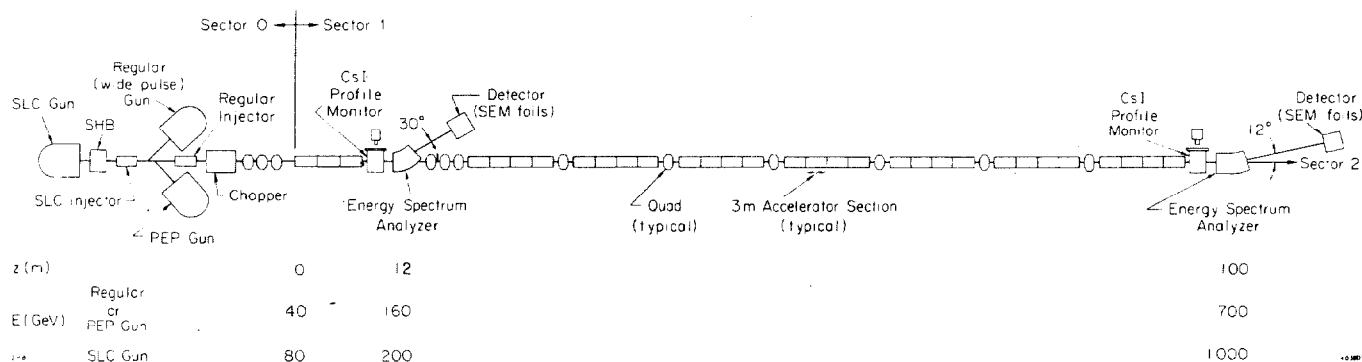 Sector 0
Sector 1
Regular
(wide pulse)
Gun
SLC Gun
SHB
Regular
Injector
CsI
Profile
Monitor
30°
Detector
(SEM foils)
CsI
Profile
Monitor
12°
Detector
(SEM foils)
Sector 2
SLC Injector
PEP Gun
Chopper
Energy Spectrum
Analyzer
Quad
(typical)
3m Accelerator Section
(typical)
Energy Spectrum
Analyzer
z (m) 0 12 100
Regular
or
PEP Gun
E(GeV) 40 160 700
SLC Gun 80 200 1000